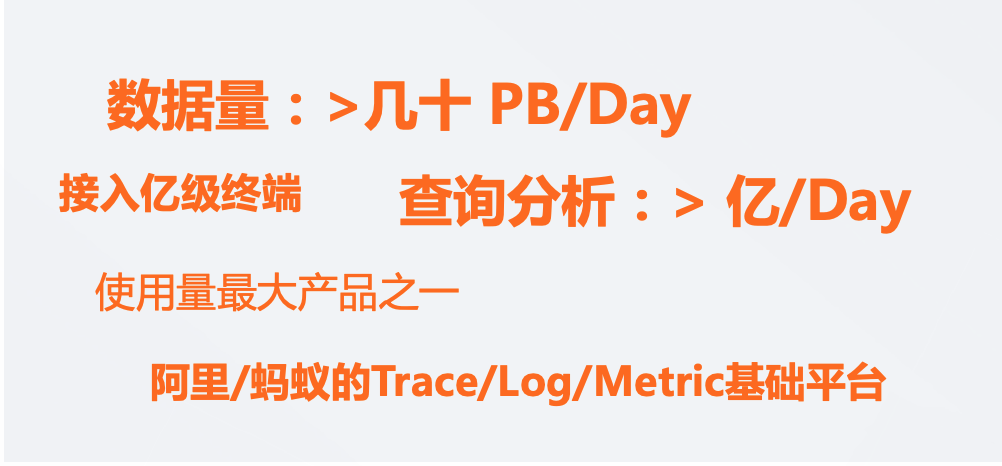 数据量：>几十 PB/Day
接入亿级终端
查询分析：> 亿/Day
使用量最大产品之一
阿里/蚂蚁的Trace/Log/Metric基础平台